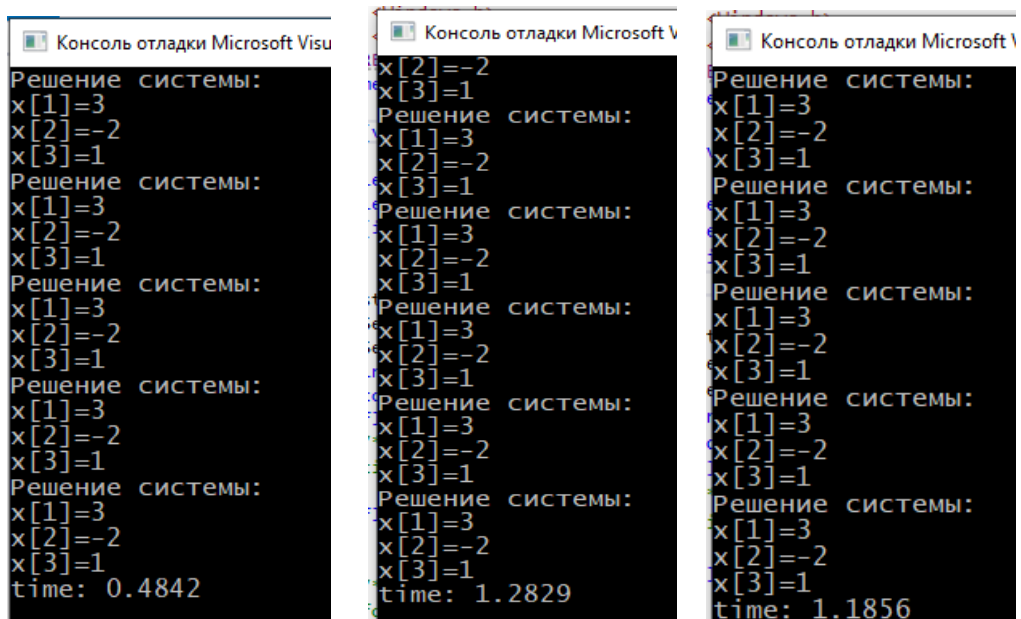 Консоль отладки Microsoft Visu
Решение системы:
x[1]=3
x[2]=-2
x[3]=1
Решение системы:
x[1]=3
x[2]=-2
x[3]=1
Решение системы:
x[1]=3
x[2]=-2
x[3]=1
Решение системы:
x[1]=3
x[2]=-2
x[3]=1
Решение системы:
x[1]=3
x[2]=-2
x[3]=1
time: 0.4842
Консоль отладки Microsoft V
x[2]=-2
x[3]=1
Решение системы:
x[1]=3
x[2]=-2
x[3]=1
Решение системы:
x[1]=3
x[2]=-2
x[3]=1
Решение системы:
x[1]=3
x[2]=-2
x[3]=1
Решение системы:
x[1]=3
x[2]=-2
x[3]=1
Решение системы:
x[1]=3
x[2]=-2
x[3]=1
time: 1.2829
Консоль отладки Microsoft
Решение системы:
x[1]=3
x[2]=-2
x[3]=1
Решение системы:
x[1]=3
x[2]=-2
x[3]=1
Решение системы:
x[1]=3
x[2]=-2
x[3]=1
Решение системы:
x[1]=3
x[2]=-2
x[3]=1
Решение системы:
x[1]=3
x[2]=-2
x[3]=1
time: 1.1856